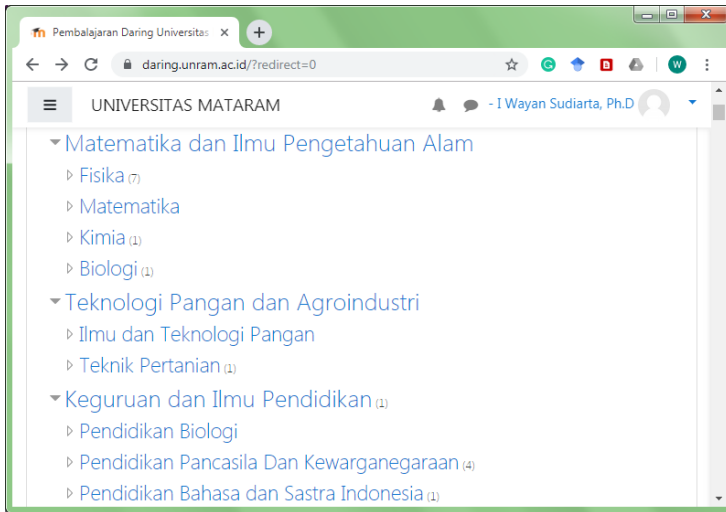 Pembalajaran Daring Universitas
daring.unram.ac.id/?redirect=0
UNIVERSITAS MATARAM - I Wayan Sudiarta, Ph.D
Matematika dan Ilmu Pengetahuan Alam
Fisika (7)
Matematika
Kimia (1)
Biologi (1)
Teknologi Pangan dan Agroindustri
Ilmu dan Teknologi Pangan
Teknik Pertanian (1)
Keguruan dan Ilmu Pendidikan (1)
Pendidikan Biologi
Pendidikan Pancasila Dan Kewarganegaraan (4)
Pendidikan Bahasa dan Sastra Indonesia (1)